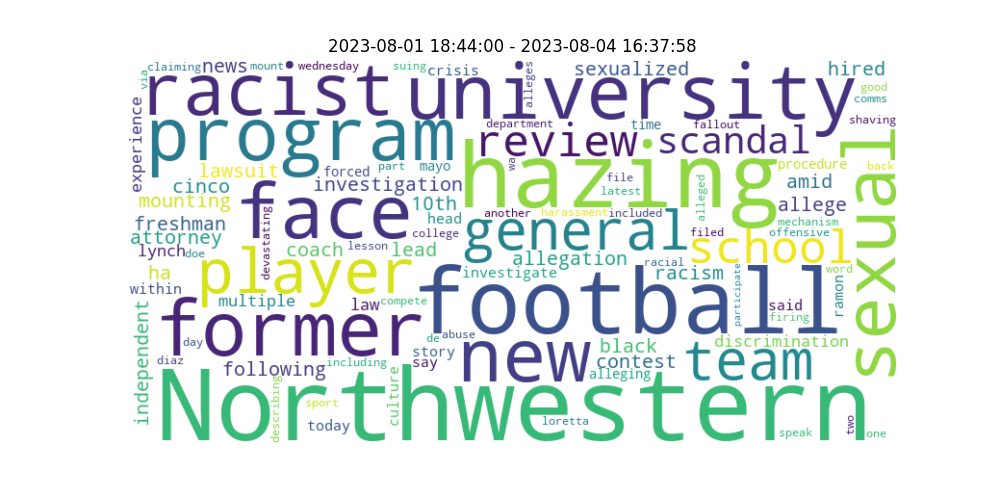 2023-08-01 18:44:00 - 2023-08-04 16:37:58
via claiming news mount wednesday suing crisis alleges sexualized hired
racist university good comms
experience program department time fallout shaving
review scandal sexual
lawsuit forced part mayo wa hazing file procedure back
cinco investigation latest alleged amid
mounting face 10th another harassment included allege
freshman devastating head general filed mechanism
attorney college offensive
lynch doe coach lesson lead allegation racial school
ha player investigate racism word
within multiple law compete football participate said ramon
independent former firing
day de abuse black discrimination
diaz story new contest team
following including say alleging
Northwestern
describing sport culture
today loretta speak two one